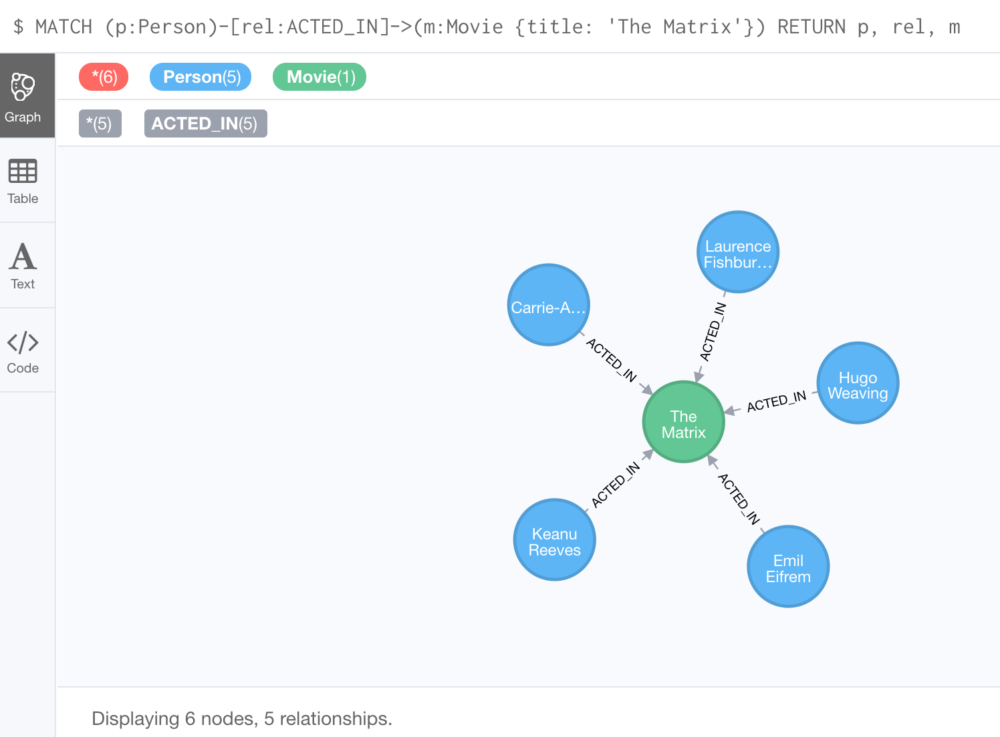 $ MATCH (p:Person)-[rel:ACTED_IN]->(m:Movie {title: 'The Matrix'}) RETURN p, rel, m
*(6) Person(5) Movie(1)
*(5) ACTED_IN(5)
Graph
Table
Text
Code
Laurence
Fishbur...
Carrie-A...
ACTED_IN
ACTED_IN
Hugo
Weaving
ACTED_IN
The
Matrix
ACTED_IN
ACTED_IN
Keanu
Reeves
Emil
Eifrem
Displaying 6 nodes, 5 relationships.